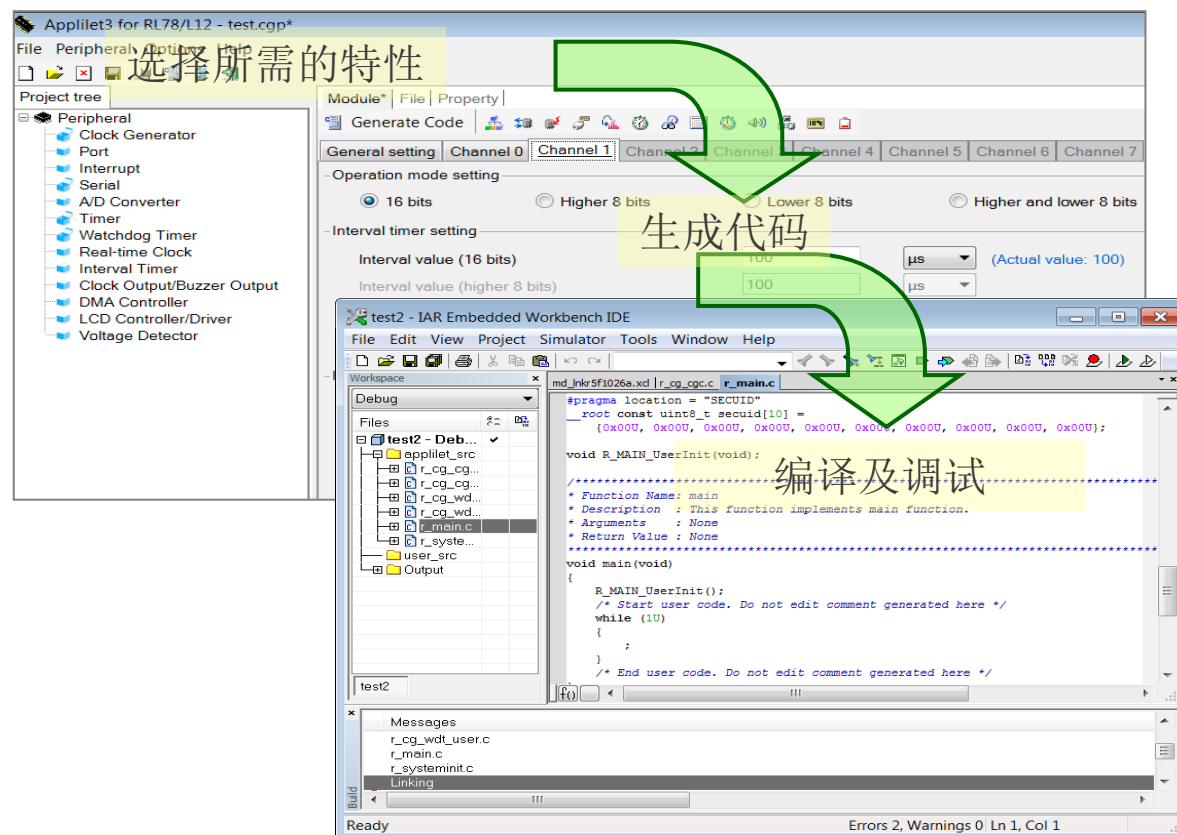 Applilet3 for RL78/L12 - test.cgp*
File Peripheral Options Help
选择所需的特性
Project tree
Peripheral
Clock Generator
Port
Interrupt
Serial
A/D Converter
Timer
Watchdog Timer
Real-time Clock
Interval Timer
Clock Output/Buzzer Output
DMA Controller
LCD Controller/Driver
Voltage Detector
Module* File Property
Generate Code
General setting Channel 0 Channel 1 Channel 2 Channel 3 Channel 4 Channel 5 Channel 6 Channel 7
Operation mode setting
16 bits Higher 8 bits Lower 8 bits Higher and lower 8 bits
生成代码
Interval timer setting
Interval value (16 bits) 100 µs (Actual value: 100)
Interval value (higher 8 bits) 100 µs
test2 - IAR Embedded Workbench IDE
File Edit View Project Simulator Tools Window Help
Workspace
Debug
Files
test2 - Deb...
applilet_src
r_cg_cg...
r_cg_cg...
r_cg_wd...
r_cg_wd...
r_main.c
r_syste...
user_src
Output
test2
md_lnkr5f1026a.xcl r_cg_cgc.c r_main.c
#pragma location = "SECUID"
__root const uint8_t secuid[10] =
{0x00U, 0x00U, 0x00U, 0x00U, 0x00U, 0x00U, 0x00U, 0x00U, 0x00U, 0x00U};
void R_MAIN_UserInit(void);
编译及调试
* Function Name: main
* Description : This function implements main function.
* Arguments : None
* Return Value : None
void main(void)
{
R_MAIN_UserInit();
/* Start user code. Do not edit comment generated here */
while (1U)
{
;
}
/* End user code. Do not edit comment generated here */
Messages
r_cg_wdt_user.c
r_main.c
r_systeminit.c
Linking
Build
Ready Errors 2, Warnings 0 Ln 1, Col 1